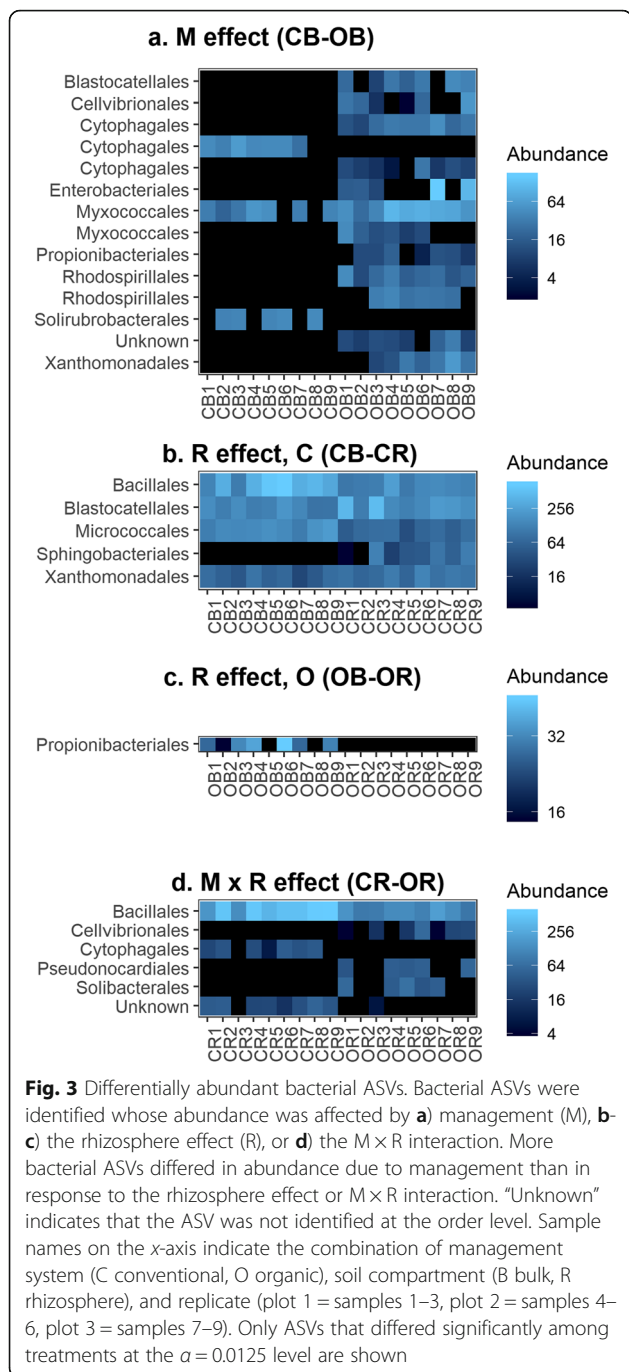 a. M effect (CB-OB)
Blastocatellales
Cellvibrionales
Cytophagales
Cytophagales
Cytophagales
Enterobacteriales
Myxococcales
Myxococcales
Propionibacteriales
Rhodospirillales
Rhodospirillales
Solirubrobacterales
Unknown
Xanthomonadales
CB1
CB2
CB3
CB4
CB5
CB6
CB7
CB8
CB9
OB1
OB2
OB3
OB4
OB5
OB6
OB7
OB8
OB9
Abundance
64
16
4
b. R effect, C (CB-CR)
Bacillales
Blastocatellales
Micrococcales
Sphingobacteriales
Xanthomonadales
CB1
CB2
CB3
CB4
CB5
CB6
CB7
CB8
CB9
CR1
CR2
CR3
CR4
CR5
CR6
CR7
CR8
CR9
Abundance
256
64
16
c. R effect, O (OB-OR)
Propionibacteriales
OB1
OB2
OB3
OB4
OB5
OB6
OB7
OB8
OB9
OR1
OR2
OR3
OR4
OR5
OR6
OR7
OR8
OR9
Abundance
32
16
d. M x R effect (CR-OR)
Bacillales
Cellvibrionales
Cytophagales
Pseudonocardiales
Solibacterales
Unknown
CR1
CR2
CR3
CR4
CR5
CR6
CR7
CR8
CR9
OR1
OR2
OR3
OR4
OR5
OR6
OR7
OR8
OR9
Abundance
256
64
16
4
Fig. 3 Differentially abundant bacterial ASVs. Bacterial ASVs were
identified whose abundance was affected by a) management (M), b-
c) the rhizosphere effect (R), or d) the M × R interaction. More
bacterial ASVs differed in abundance due to management than in
response to the rhizosphere effect or M × R interaction. “Unknown”
indicates that the ASV was not identified at the order level. Sample
names on the x-axis indicate the combination of management
system (C conventional, O organic), soil compartment (B bulk, R
rhizosphere), and replicate (plot 1 = samples 1–3, plot 2 = samples 4–
6, plot 3 = samples 7–9). Only ASVs that differed significantly among
treatments at the α = 0.0125 level are shown